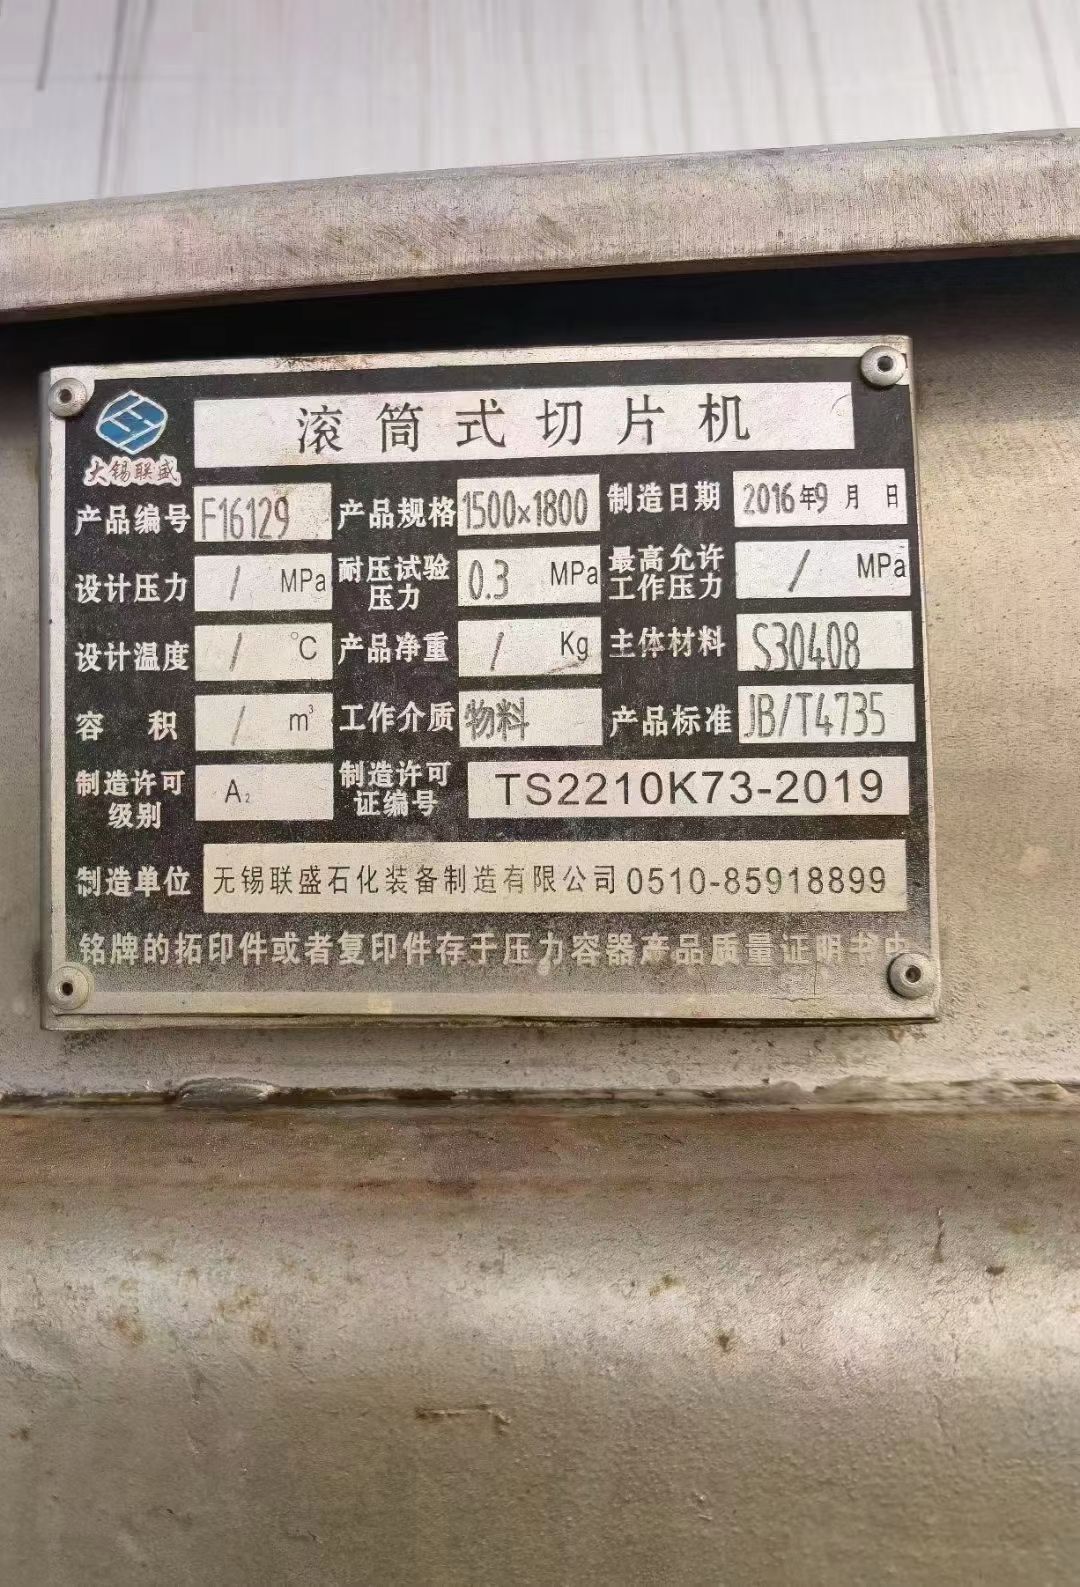 大锡联盛
滚筒式切片机
产品编号 F16129 产品规格 1500×1800 制造日期 2016年9月 日
设计压力 / MPa 耐压试验压力 0.3 MPa 最高允许工作压力 / MPa
设计温度 / ℃ 产品净重 / Kg 主体材料 S30408
容积 / m³ 工作介质 物料 产品标准 JB/T4735
制造许可级别 A₂ 制造许可证编号 TS2210K73-2019
制造单位 无锡联盛石化装备制造有限公司 0510-85918899
铭牌的拓印件或者复印件存于压力容器产品质量证明书中